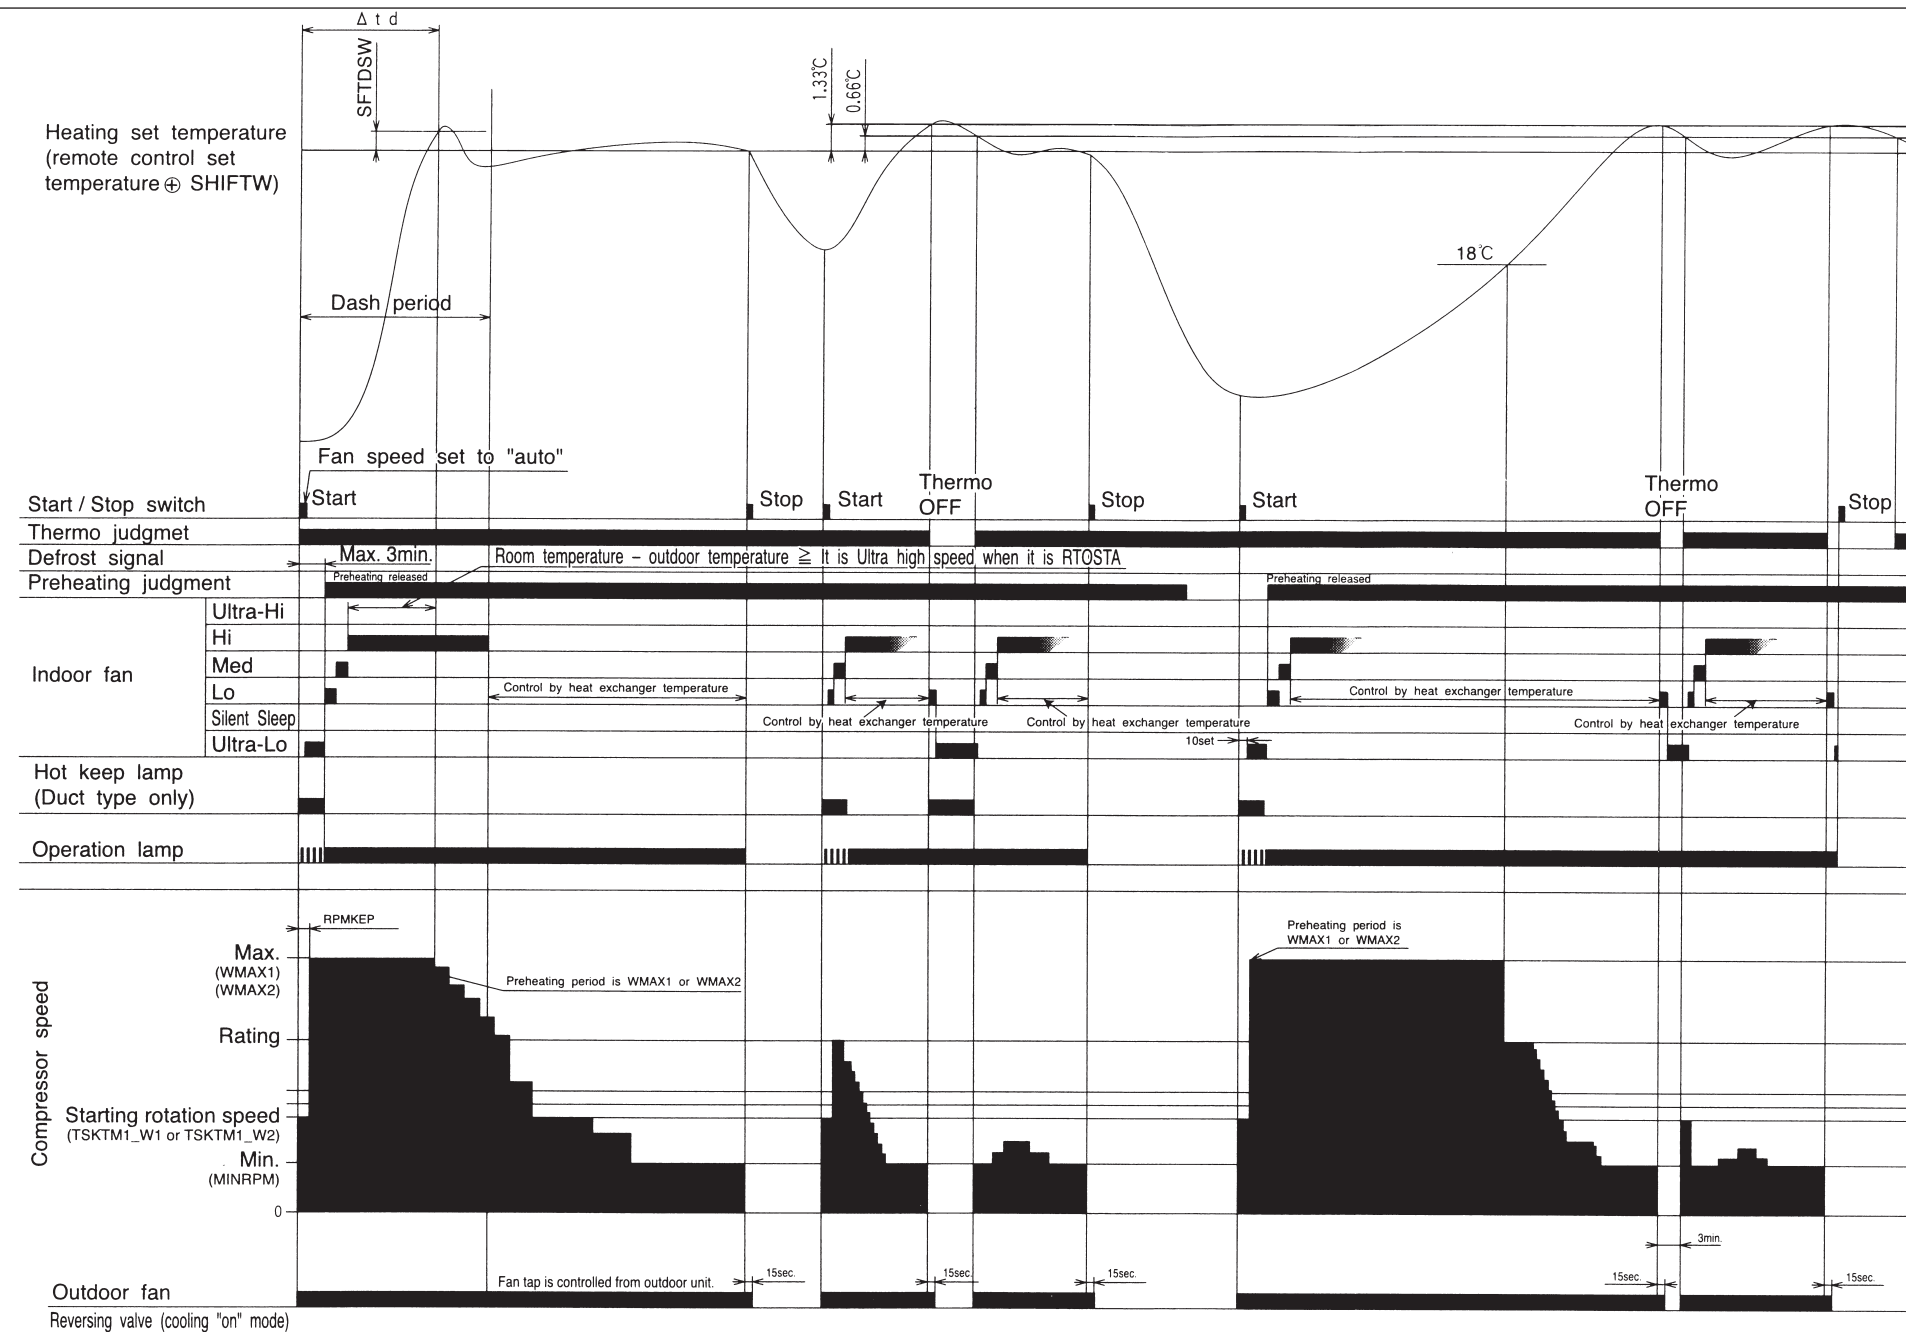 Δ t d
SFTDSW
1.33℃
0.66℃
Heating set temperature
(remote control set
temperature ⊕ SHIFTW)
18℃
Dash period
Fan speed set to "auto"
Start / Stop switch
Start
Stop
Start
Thermo
OFF
Stop
Start
Thermo
OFF
Stop
Thermo judgmet
Defrost signal
Max. 3min.
Room temperature – outdoor temperature ≧ It is Ultra high speed when it is RTOSTA
Preheating judgment
Preheating released
Preheating released
Indoor fan
Ultra-Hi
Hi
Med
Lo
Control by heat exchanger temperature
Control by heat exchanger temperature
Silent Sleep
Control by heat exchanger temperature
Control by heat exchanger temperature
Control by heat exchanger temperature
Ultra-Lo
10set
Hot keep lamp
(Duct type only)
Operation lamp
RPMKEP
Preheating period is
WMAX1 or WMAX2
Compressor speed
Max.
(WMAX1)
(WMAX2)
Preheating period is WMAX1 or WMAX2
Rating
Starting rotation speed
(TSKTM1_W1 or TSKTM1_W2)
Min.
(MINRPM)
0
3min.
Fan tap is controlled from outdoor unit.
15sec.
15sec.
15sec.
15sec.
15sec.
Outdoor fan
Reversing valve (cooling "on" mode)